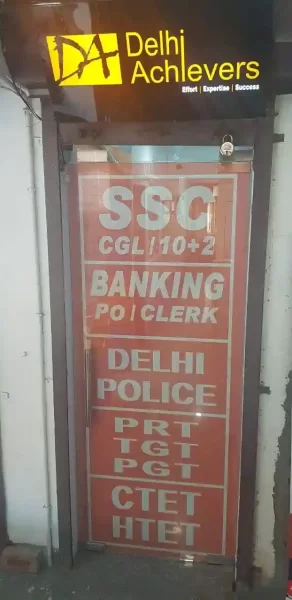 DA Delhi
Achievers
Effort | Expertise | Success
SSC
CGL/10+2
BANKING
PO/CLERK
DELHI
POLICE
PRT
TGT
PGT
CTET
HTET